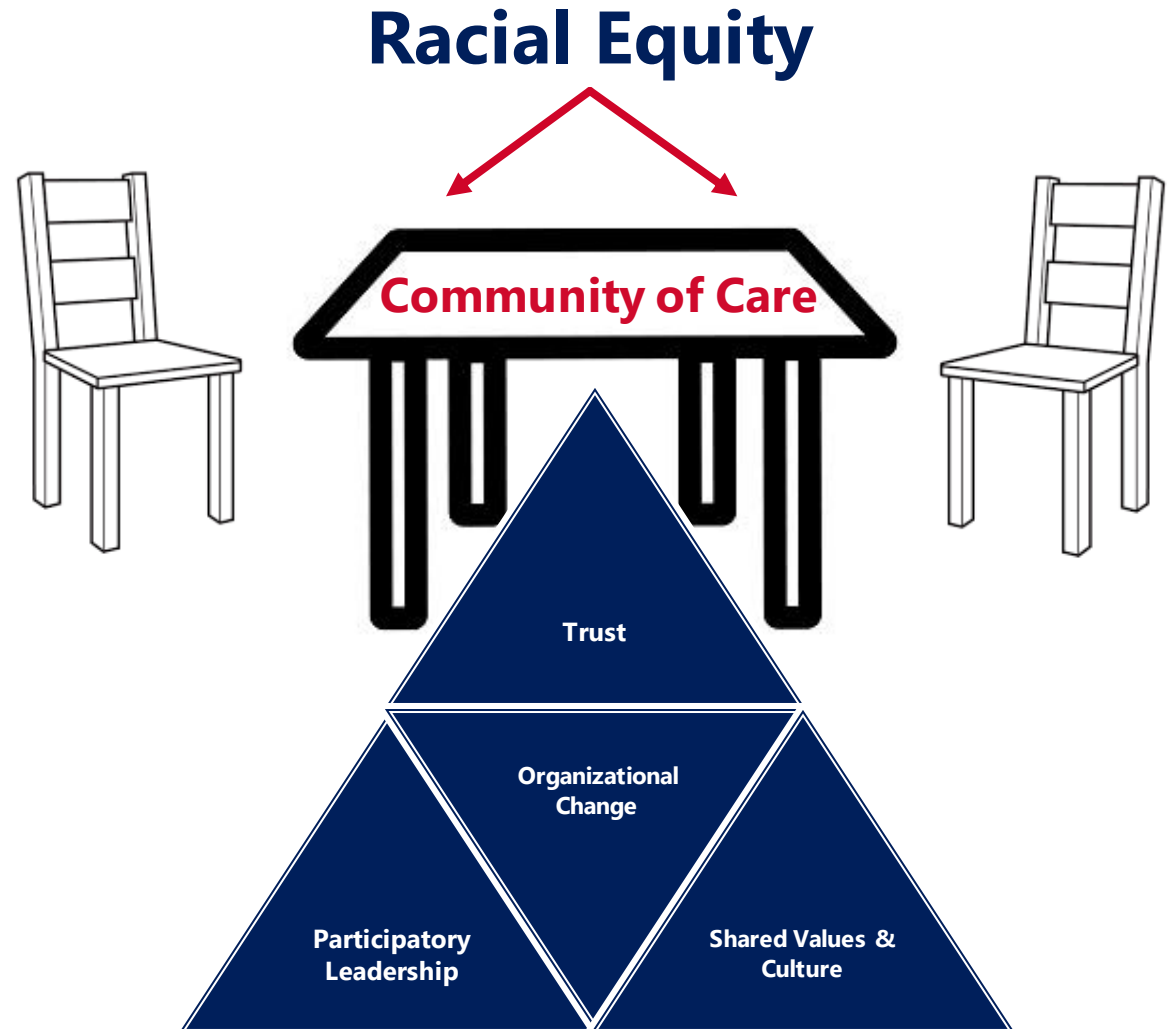 Racial Equity
Community of Care
Trust
Organizational
Change
Participatory
Leadership
Shared Values &
Culture